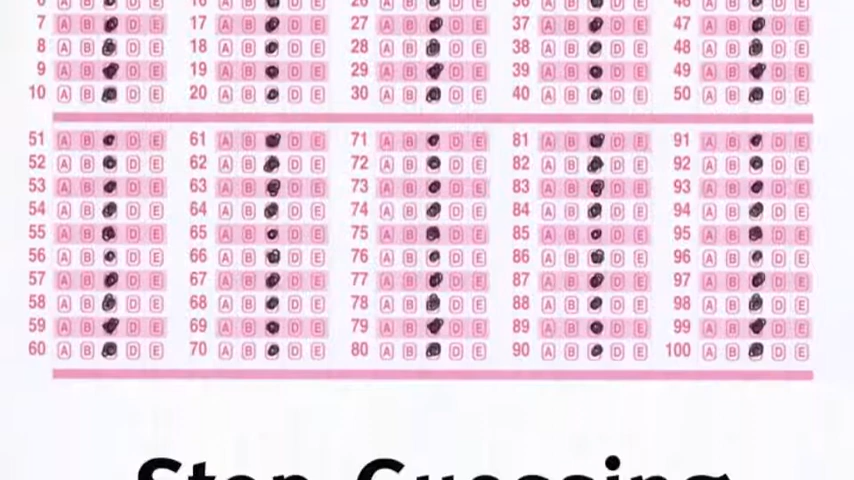 7 A B D E 17 A B D E 27 A B D E 37 A B D E 47 A B D E
8 A B D E 18 A B D E 28 A B D E 38 A B D E 48 A B D E
9 A B D E 19 A B D E 29 A B D E 39 A B D E 49 A B D E
10 A B D E 20 A B D E 30 A B D E 40 A B D E 50 A B D E
51 A B D E 61 A B D E 71 A B D E 81 A B D E 91 A B D E
52 A B D E 62 A B D E 72 A B D E 82 A B D E 92 A B D E
53 A B D E 63 A B D E 73 A B D E 83 A B D E 93 A B D E
54 A B D E 64 A B D E 74 A B D E 84 A B D E 94 A B D E
55 A B D E 65 A B D E 75 A B D E 85 A B D E 95 A B D E
56 A B D E 66 A B D E 76 A B D E 86 A B D E 96 A B D E
57 A B D E 67 A B D E 77 A B D E 87 A B D E 97 A B D E
58 A B D E 68 A B D E 78 A B D E 88 A B D E 98 A B D E
59 A B D E 69 A B D E 79 A B D E 89 A B D E 99 A B D E
60 A B D E 70 A B D E 80 A B D E 90 A B D E 100 A B D E
Stop Guessing